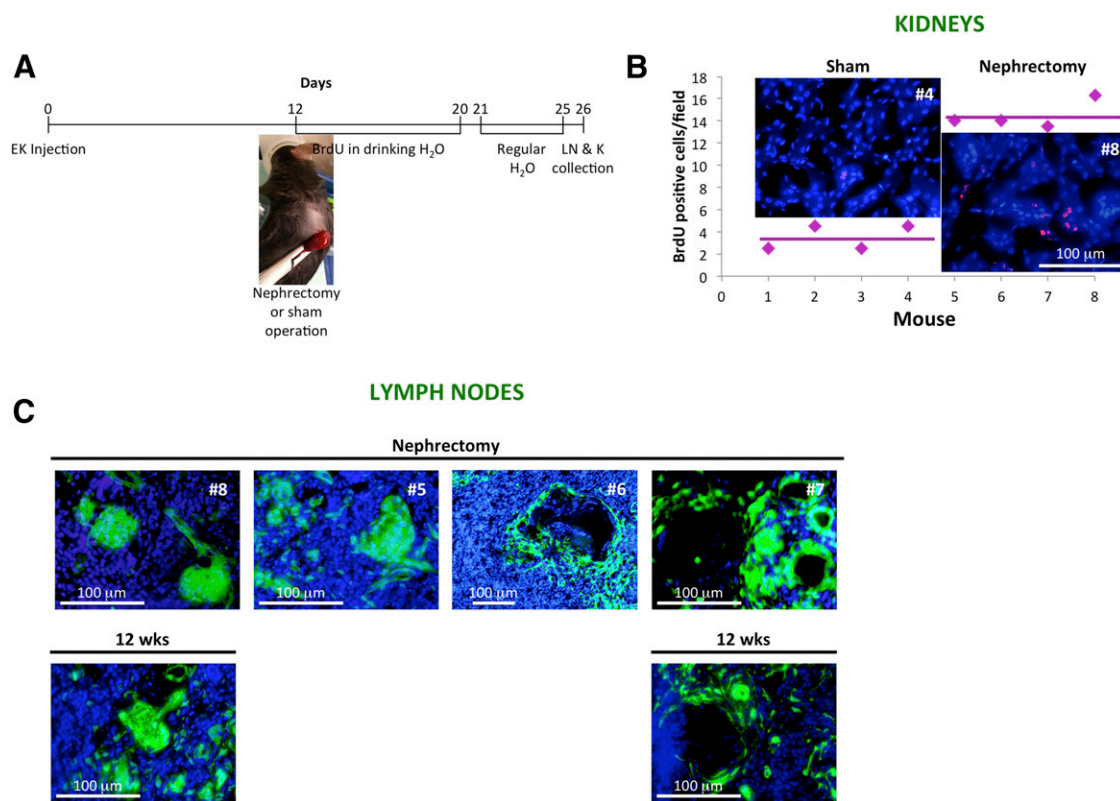 A
Days
0 12 20 21 25 26
EK Injection
BrdU in drinking H₂O
Regular
H₂O
LN & K
collection
Nephrectomy
or sham
operation
KIDNEYS
B
Sham
Nephrectomy
#4
#8
100 µm
BrdU positive cells/field
18
16
14
12
10
8
6
4
2
0
0 1 2 3 4 5 6 7 8
Mouse
LYMPH NODES
C
Nephrectomy
#8
100 µm
#5
100 µm
#6
100 µm
#7
100 µm
12 wks
100 µm
12 wks
100 µm